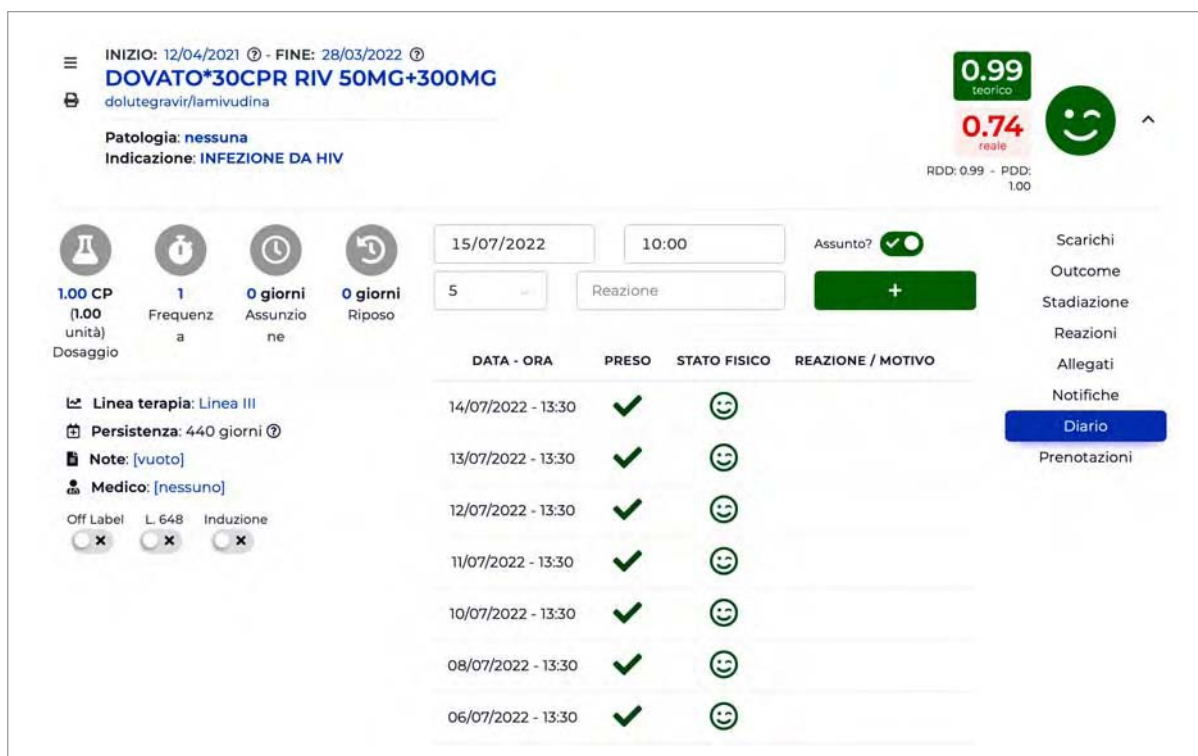 INIZIO: 12/04/2021 - FINE: 28/03/2022
DOVATO*30CPR RIV 50MG+300MG
dolutegravir/lamivudina
Patologia: nessuna
Indicazione: INFEZIONE DA HIV
0.99
teorico
0.74
reale
RDD: 0.99 - PDD:
1.00
1.00 CP
(1.00
unità)
Dosaggio
1
Frequenz
a
0 giorni
Assunzio
ne
0 giorni
Riposo
Linea terapia: Linea III
Persistenza: 440 giorni
Note: [vuoto]
Medico: [nessuno]
Off Label L. 648 Induzione
15/07/2022 10:00 Assunto?
5 Reazione +
DATA - ORA PRESO STATO FISICO REAZIONE / MOTIVO
14/07/2022 - 13:30
13/07/2022 - 13:30
12/07/2022 - 13:30
11/07/2022 - 13:30
10/07/2022 - 13:30
08/07/2022 - 13:30
06/07/2022 - 13:30
Scarichi
Outcome
Stadiazione
Reazioni
Allegati
Notifiche
Diario
Prenotazioni